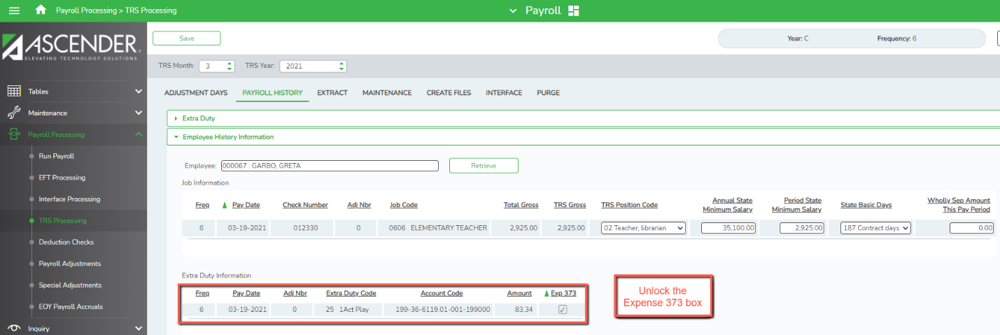 Payroll Processing > TRS Processing
Payroll
ASCENDER
ELEVATING TECHNOLOGY SOLUTIONS
Save
Year: C Frequency: 6
TRS Month: 3 TRS Year: 2021
Tables
Maintenance
Payroll Processing
Run Payroll
EFT Processing
Interface Processing
TRS Processing
Deduction Checks
Payroll Adjustments
Special Adjustments
EOY Payroll Accruals
Inquiry
ADJUSTMENT DAYS PAYROLL HISTORY EXTRACT MAINTENANCE CREATE FILES INTERFACE PURGE
Extra Duty
Employee History Information
Employee: 000067 : GARBO, GRETA Retrieve
Job Information
Freq Pay Date Check Number Adj Nbr Job Code Total Gross TRS Gross TRS Position Code Annual State Minimum Salary Period State Minimum Salary State Basic Days Wholly Sep Amount This Pay Period
6 03-19-2021 012330 0 0606 ELEMENTARY TEACHER 2,925.00 2,925.00 02 Teacher, librarian 35,100.00 2,925.00 187 Contract days 0.00
Extra Duty Information
Freq Pay Date Adj Nbr Extra Duty Code Account Code Amount Exp 373
6 03-19-2021 0 25 1Act Play 199-36-6119.01-001-199000 83.34
Unlock the
Expense 373 box